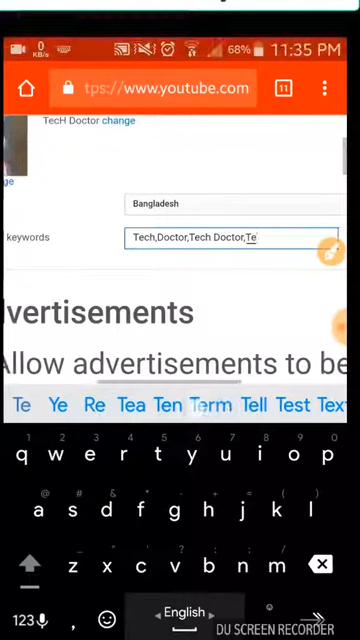 0
KB/s
68% 11:35 PM
tps://www.youtube.com
11
TecH Doctor change
ge
Bangladesh
keywords
Tech,Doctor,Tech Doctor,Te
vertisements
Allow advertisements to be
Te Ye Re Tea Ten Term Tell Test Text
1 2 3 4 5 6 7 8 9 0
q w e r t y u i o p
a s d f g h j k l
z x c v b n m
123 , English
DU SCREEN RECORDER